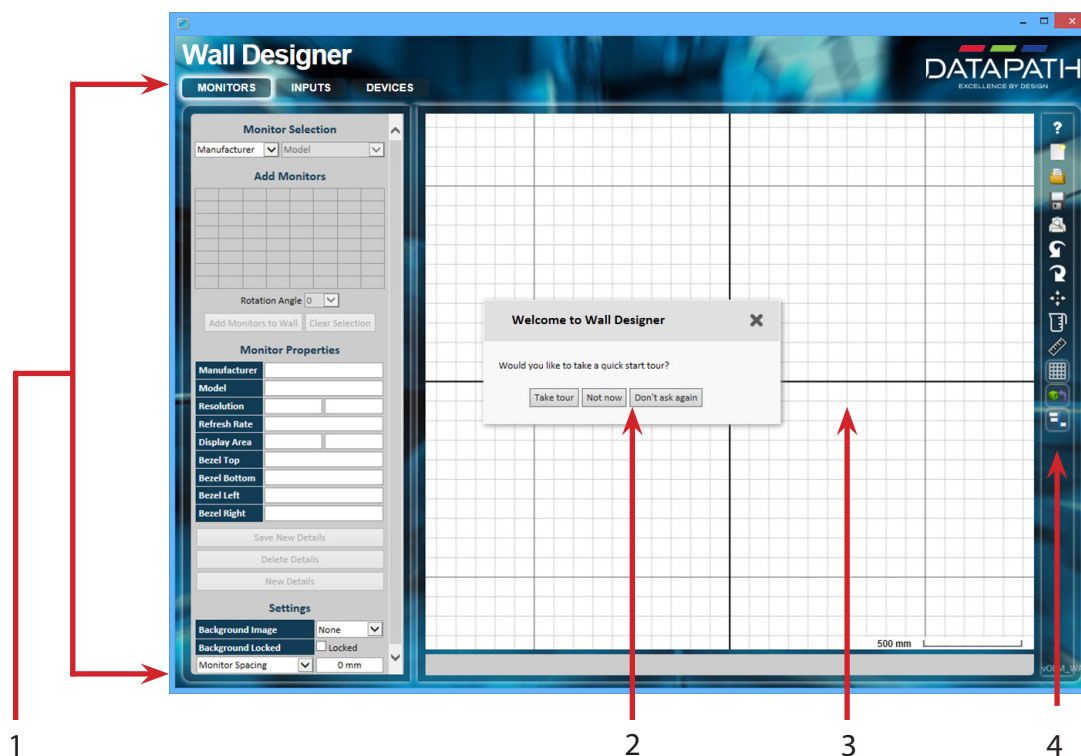 Wall Designer
DATAPATH
EXCELLENCE BY DESIGN
MONITORS INPUTS DEVICES
Monitor Selection
Manufacturer Model
Add Monitors
Rotation Angle 0
Add Monitors to Wall Clear Selection
Monitor Properties
Manufacturer
Model
Resolution
Refresh Rate
Display Area
Bezel Top
Bezel Bottom
Bezel Left
Bezel Right
Save New Details
Delete Details
New Details
Settings
Background Image None
Background Locked Locked
Monitor Spacing 0 mm
Welcome to Wall Designer
Would you like to take a quick start tour?
Take tour Not now Don't ask again
500 mm
?
1 2 3 4